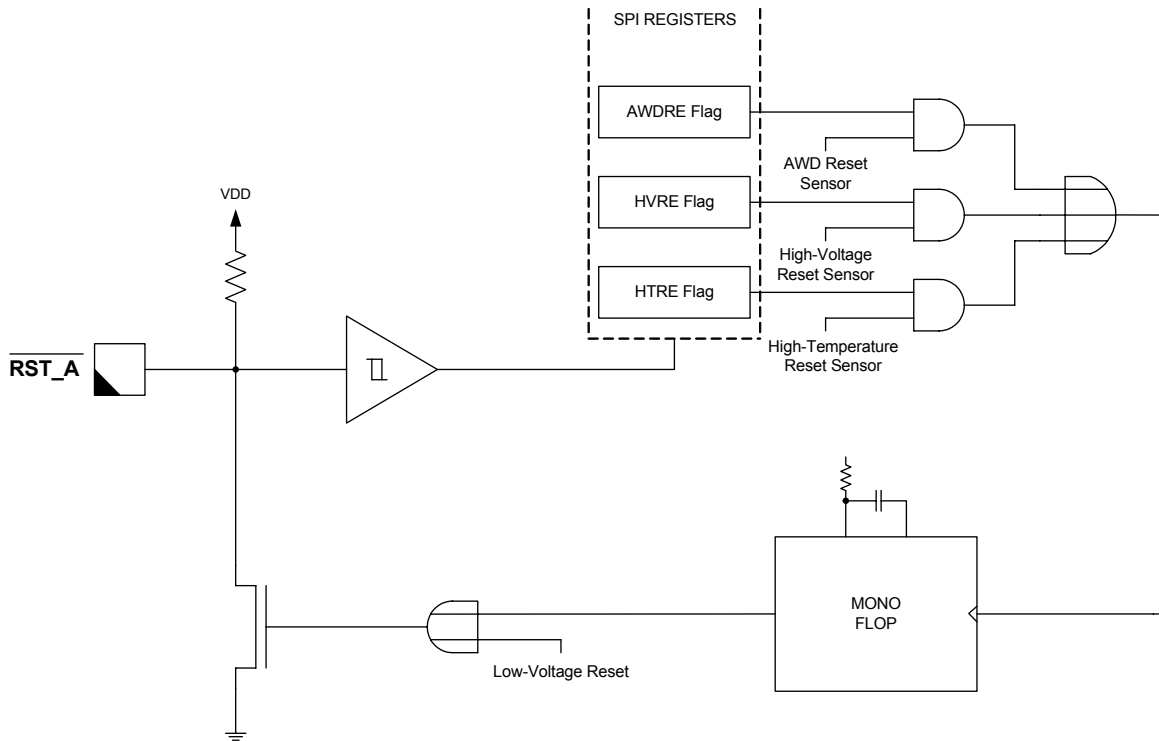 SPI REGISTERS
AWDRE Flag
AWD Reset
Sensor
VDD
HVRE Flag
High-Voltage
Reset Sensor
HTRE Flag
High-Temperature
Reset Sensor
RST_A
MONO
FLOP
Low-Voltage Reset